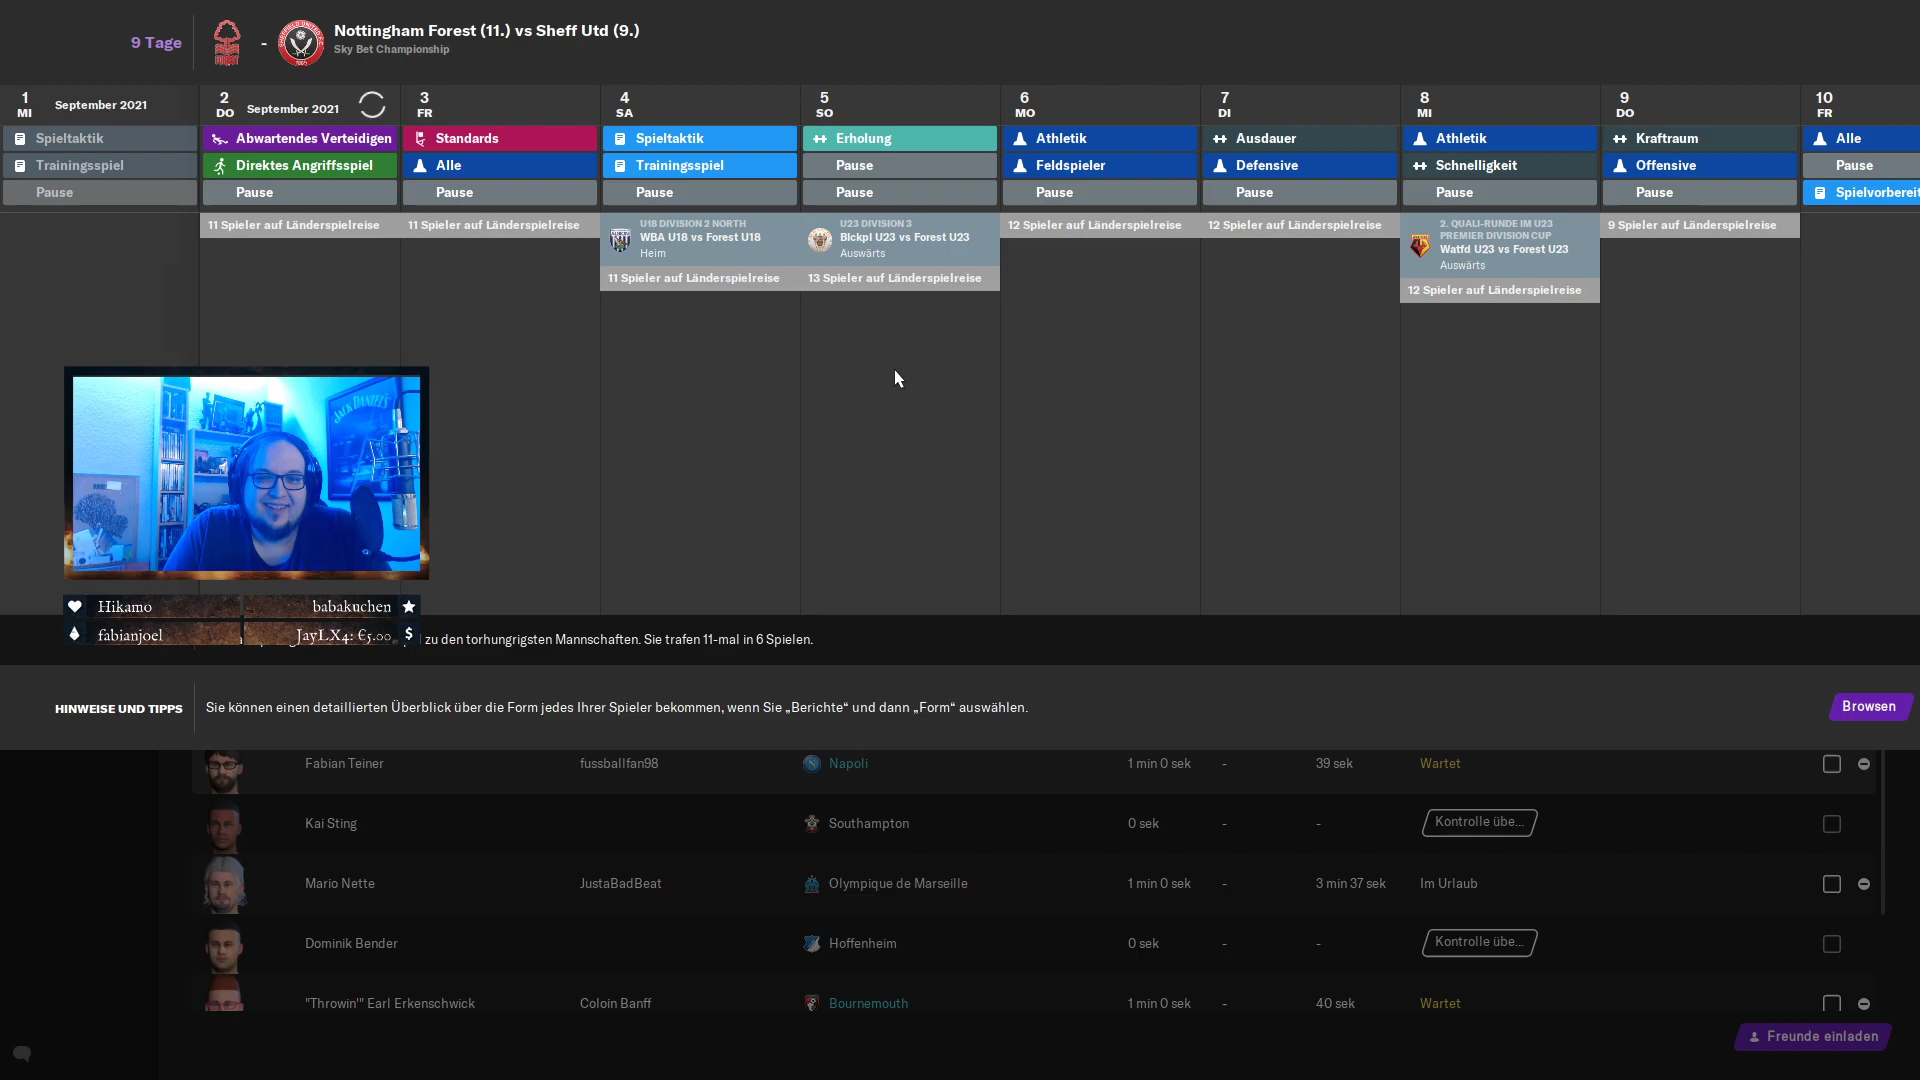 9 Tage
-
Nottingham Forest (11.) vs Sheff Utd (9.)
Sky Bet Championship
1 MI September 2021
2 DO September 2021
3 FR
4 SA
5 SO
6 MO
7 DI
8 MI
9 DO
10 FR
Spieltaktik Abwartendes Verteidigen Standards Spieltaktik Erholung Athletik Ausdauer Athletik Kraftraum Alle
Trainingsspiel Direktes Angriffsspiel Alle Trainingsspiel Pause Feldspieler Defensive Schnelligkeit Offensive Pause
Pause Pause Pause Pause Pause Pause Pause Pause Pause Spielvorbereit
11 Spieler auf Länderspielreise
11 Spieler auf Länderspielreise
U18 DIVISION 2 NORTH
WBA U18 vs Forest U18
Heim
11 Spieler auf Länderspielreise
U23 DIVISION 3
Blckpl U23 vs Forest U23
Auswärts
13 Spieler auf Länderspielreise
12 Spieler auf Länderspielreise
12 Spieler auf Länderspielreise
2. QUALI-RUNDE IM U23
PREMIER DIVISION CUP
Watfd U23 vs Forest U23
Auswärts
12 Spieler auf Länderspielreise
9 Spieler auf Länderspielreise
JACK DANIEL'S
Hikamo babakuchen
fabianjoel JayLX4: €5.00 $
zu den torhungrigsten Mannschaften. Sie trafen 11-mal in 6 Spielen.
HINWEISE UND TIPPS
Sie können einen detaillierten Überblick über die Form jedes Ihrer Spieler bekommen, wenn Sie „Berichte“ und dann „Form“ auswählen.
Browsen
Fabian Teiner fussballfan98 Napoli 1 min 0 sek - 39 sek Wartet
Kai Sting Southampton 0 sek - - Kontrolle übe...
Mario Nette JustaBadBeat Olympique de Marseille 1 min 0 sek - 3 min 37 sek Im Urlaub
Dominik Bender Hoffenheim 0 sek - - Kontrolle übe...
"Throwin'" Earl Erkenschwick Coloin Banff Bournemouth 1 min 0 sek - 40 sek Wartet
Freunde einladen